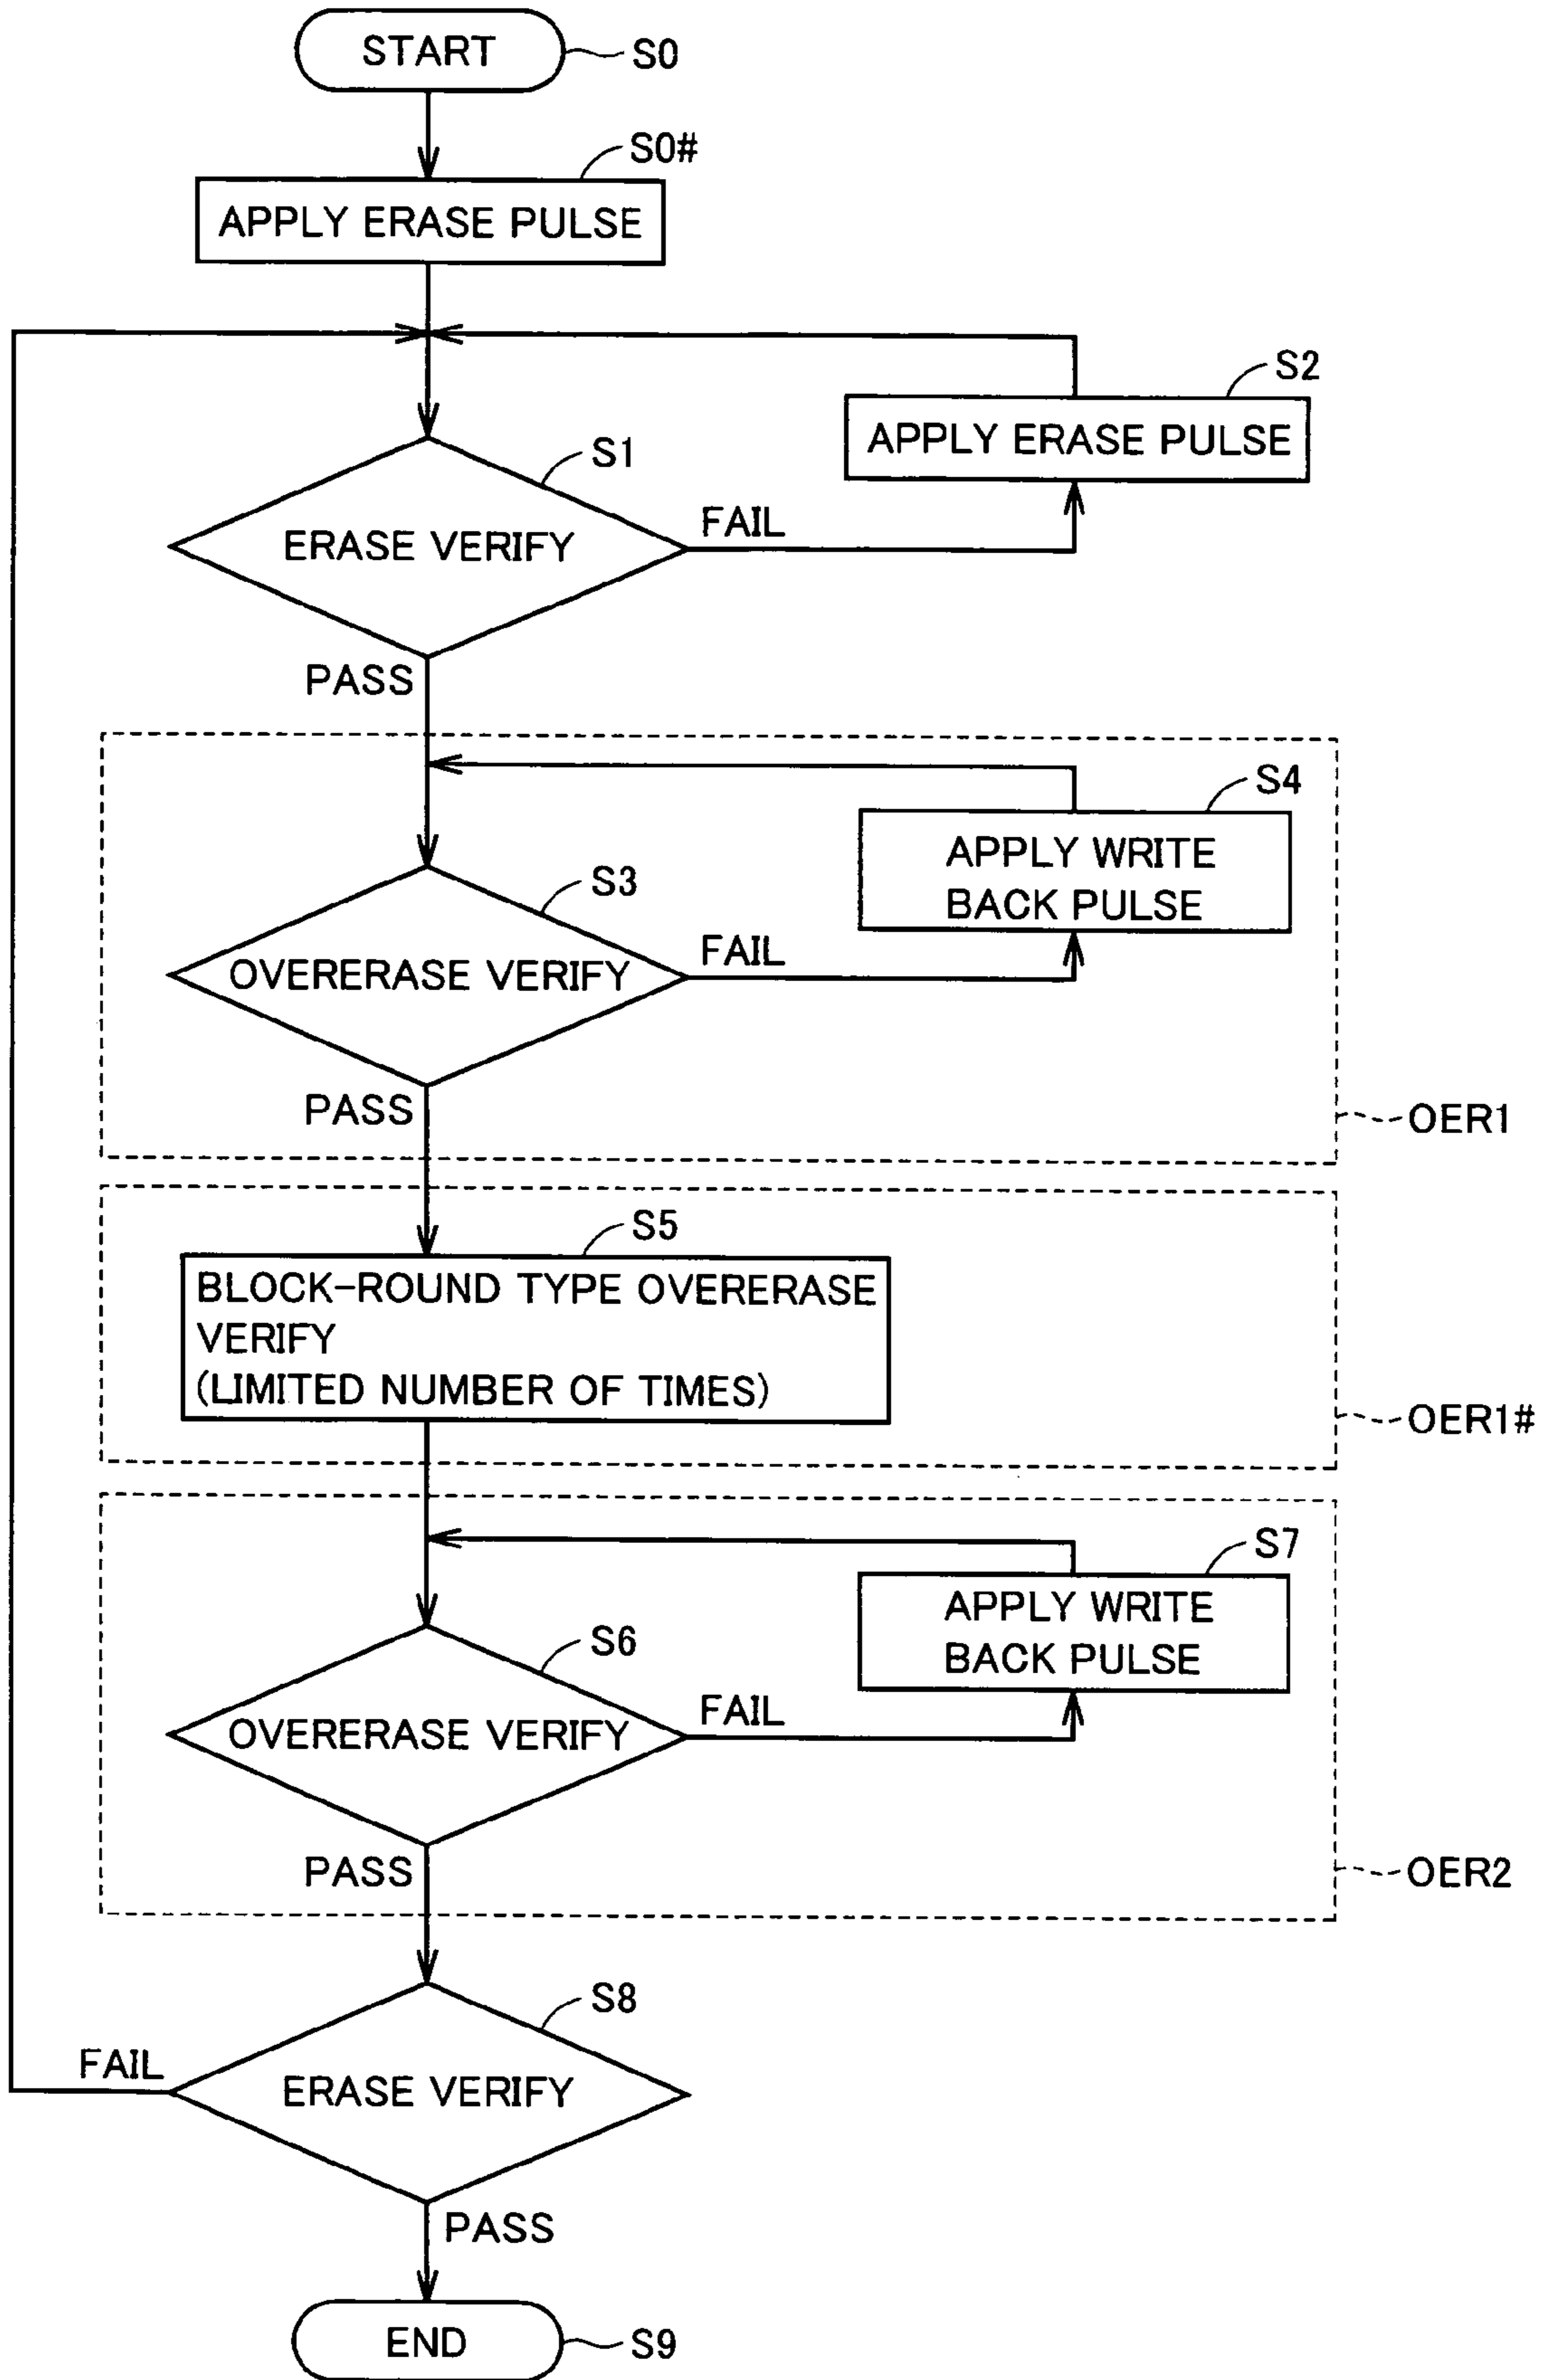 START
S0
S0#
APPLY ERASE PULSE
S2
APPLY ERASE PULSE
S1
ERASE VERIFY
FAIL
PASS
S4
APPLY WRITE
BACK PULSE
S3
OVERERASE VERIFY
FAIL
PASS
OER1
S5
BLOCK-ROUND TYPE OVERERASE
VERIFY
(LIMITED NUMBER OF TIMES)
OER1#
S7
APPLY WRITE
BACK PULSE
S6
OVERERASE VERIFY
FAIL
PASS
OER2
S8
FAIL
ERASE VERIFY
PASS
END
S9